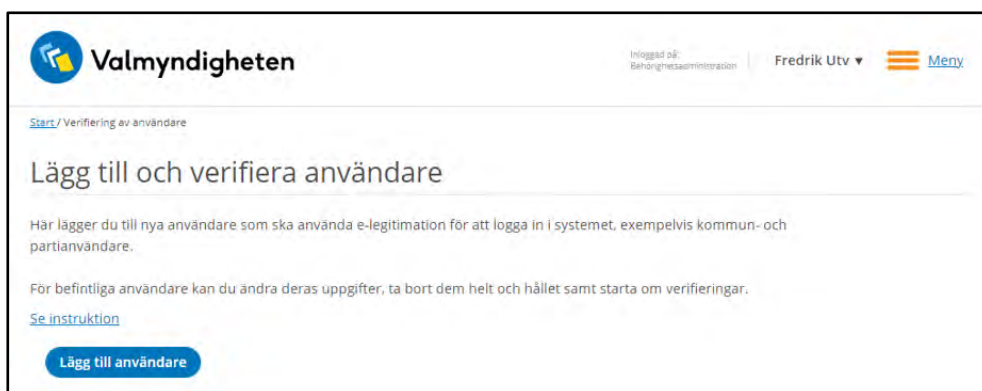 Valmyndigheten
Inloggad på:
Behörighetsadministration
Fredrik Utv ▼
Meny
Start / Verifiering av användare
Lägg till och verifiera användare
Här lägger du till nya användare som ska använda e-legitimation för att logga in i systemet, exempelvis kommun- och
partianvändare.
För befintliga användare kan du ändra deras uppgifter, ta bort dem helt och hållet samt starta om verifieringar.
Se instruktion
Lägg till användare